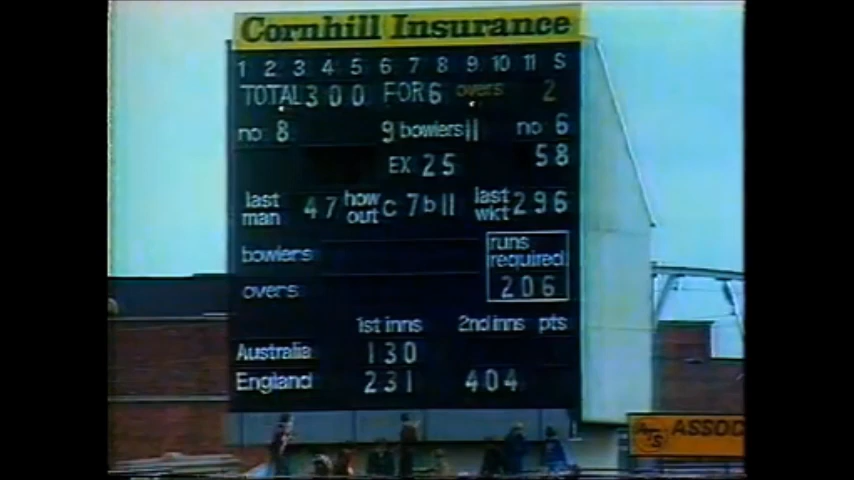 Cornhill Insurance
1 2 3 4 5 6 7 8 9 10 11 S
TOTAL 300 FOR 6 overs 2
no 8 9 bowlers 11 no 6
EX 25 58
last man 47 how out c 7 b 11 last wkt 296
bowlers
overs
runs required
206
1st inns 2nd inns pts
Australia 130
England 231 404
ASSOC